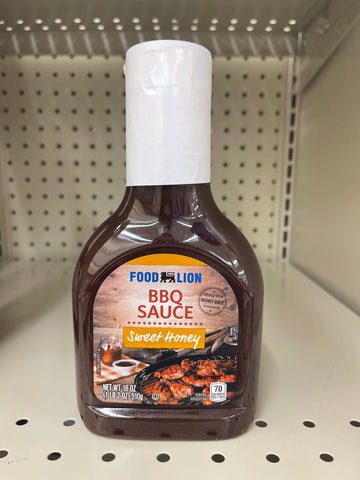 FOOD LION
BBQ
SAUCE
Sweet Honey
NET WT 18 OZ
(1 LB 2 OZ) 510g
70